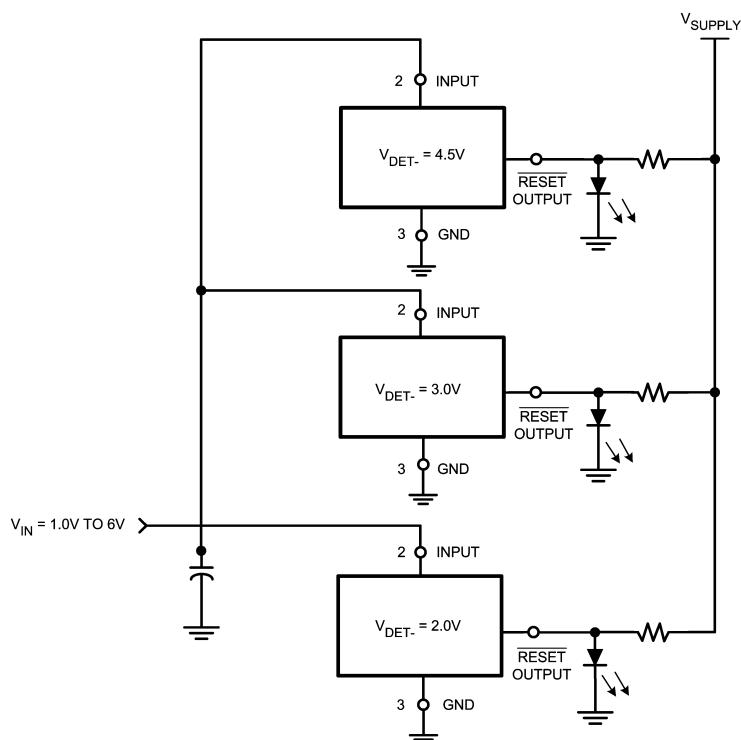 V_SUPPLY
2 INPUT
V_DET- = 4.5V
RESET
OUTPUT
3 GND
2 INPUT
V_DET- = 3.0V
RESET
OUTPUT
3 GND
V_IN = 1.0V TO 6V
2 INPUT
V_DET- = 2.0V
RESET
OUTPUT
3 GND